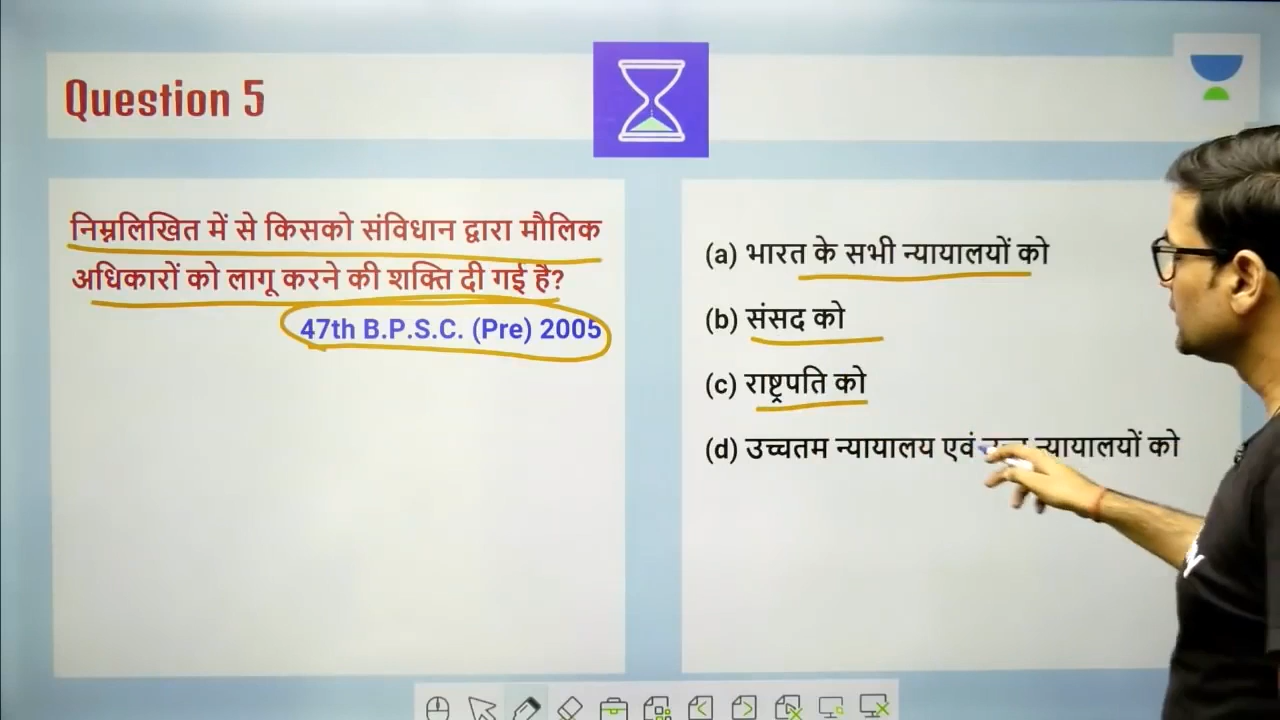 Question 5
निम्नलिखित में से किसको संविधान द्वारा मौलिक
अधिकारों को लागू करने की शक्ति दी गई है?
47th B.P.S.C. (Pre) 2005
(a) भारत के सभी न्यायालयों को
(b) संसद को
(c) राष्ट्रपति को
(d) उच्चतम न्यायालय एवं न्यायालयों को